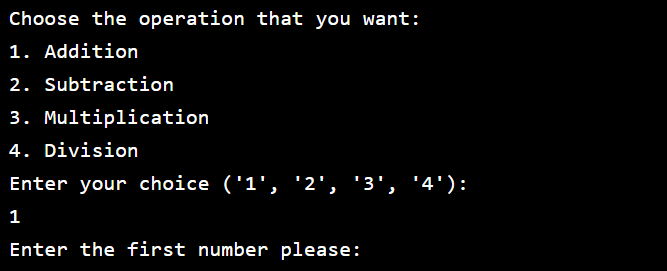 Choose the operation that you want:
1. Addition
2. Subtraction
3. Multiplication
4. Division
Enter your choice ('1', '2', '3', '4'):
1
Enter the first number please: